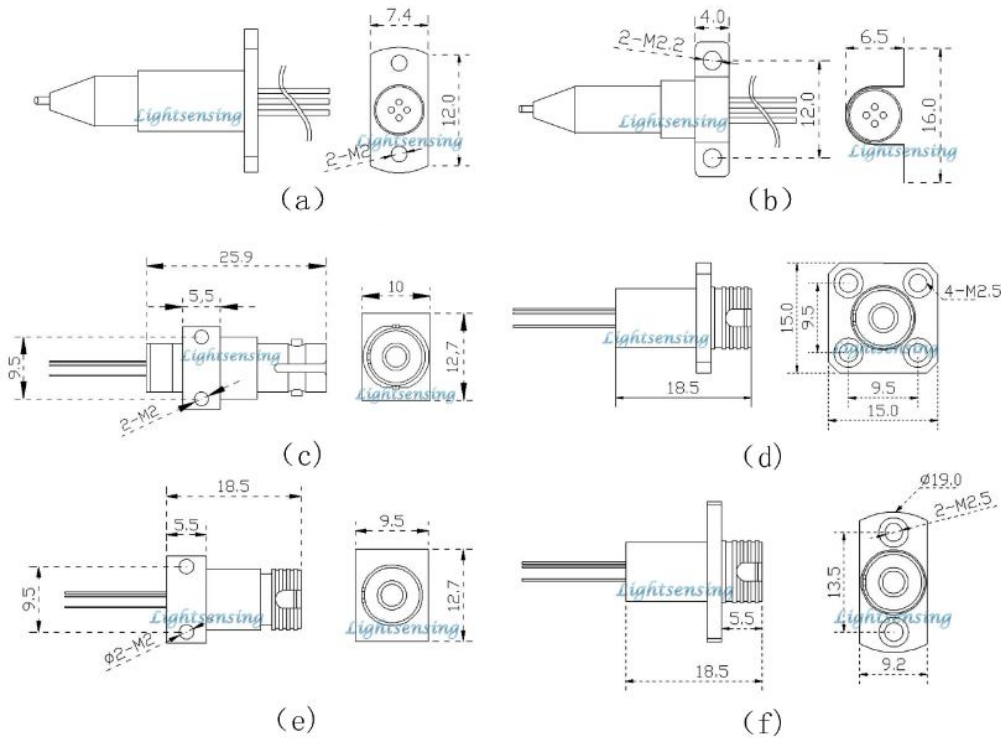 7.4
12.0
2-M2
Lightsensing
(a)
4.0
2-M2.2
6.5
12.0
16.0
Lightsensing
Lightsensing
(b)
25.9
5,5
10
9.5
12,7
2-M2
Lightsensing
Lightsensing
(c)
15.0
9.5
4-M2.5
18.5
9.5
15.0
Lightsensing
Lightsensing
(d)
18.5
5.5
9.5
9.5
12.7
ø2-M2
Lightsensing
Lightsensing
(e)
ø19.0
2-M2.5
13.5
5.5
18.5
9.2
Lightsensing
Lightsensing
(f)